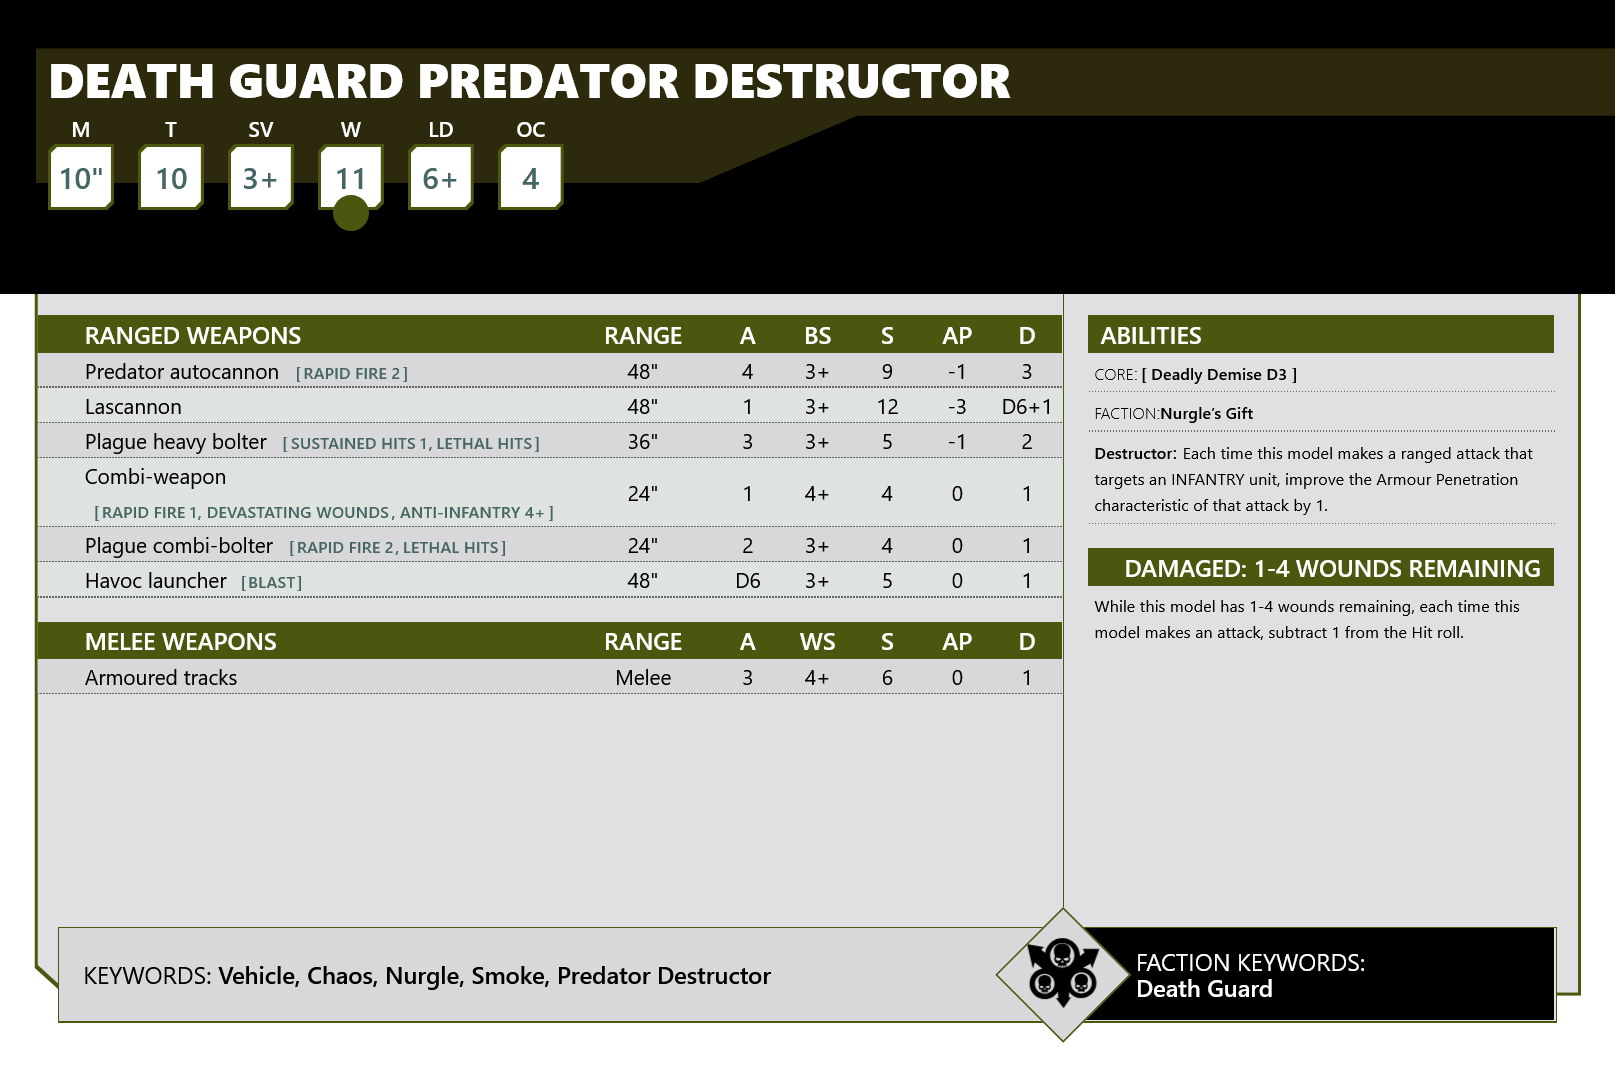 DEATH GUARD PREDATOR DESTRUCTOR
M T SV W LD OC
10" 10 3+ 11 6+ 4
RANGED WEAPONS RANGE A BS S AP D
Predator autocannon [RAPID FIRE 2] 48" 4 3+ 9 -1 3
Lascannon 48" 1 3+ 12 -3 D6+1
Plague heavy bolter [SUSTAINED HITS 1, LETHAL HITS] 36" 3 3+ 5 -1 2
Combi-weapon
[RAPID FIRE 1, DEVASTATING WOUNDS, ANTI-INFANTRY 4+] 24" 1 4+ 4 0 1
Plague combi-bolter [RAPID FIRE 2, LETHAL HITS] 24" 2 3+ 4 0 1
Havoc launcher [BLAST] 48" D6 3+ 5 0 1
MELEE WEAPONS RANGE A WS S AP D
Armoured tracks Melee 3 4+ 6 0 1
ABILITIES
CORE: [ Deadly Demise D3 ]
FACTION:Nurgle's Gift
Destructor: Each time this model makes a ranged attack that
targets an INFANTRY unit, improve the Armour Penetration
characteristic of that attack by 1.
DAMAGED: 1-4 WOUNDS REMAINING
While this model has 1-4 wounds remaining, each time this
model makes an attack, subtract 1 from the Hit roll.
KEYWORDS: Vehicle, Chaos, Nurgle, Smoke, Predator Destructor
FACTION KEYWORDS:
Death Guard